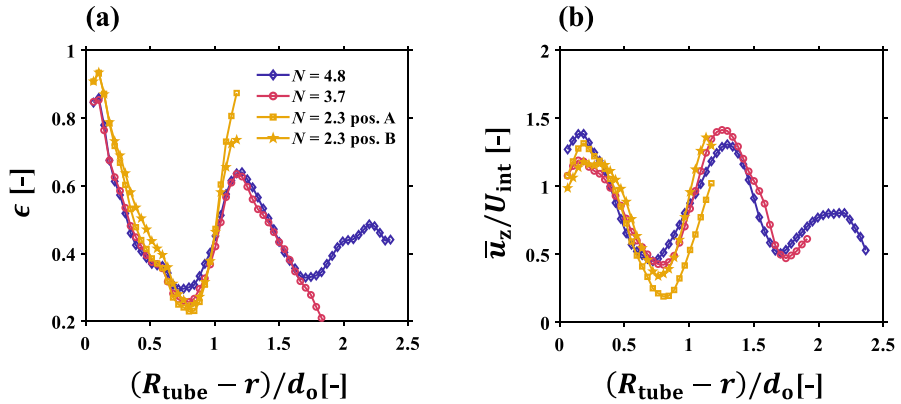 (a)
1
0.8
0.6
0.4
0.2
ϵ [-]
N = 4.8
N = 3.7
N = 2.3 pos. A
N = 2.3 pos. B
0 0.5 1 1.5 2 2.5
(R_tube − r)/d_o[-]
(b)
2
1.5
1
0.5
0
u̅_z/U_int [-]
0 0.5 1 1.5 2 2.5
(R_tube − r)/d_o[-]